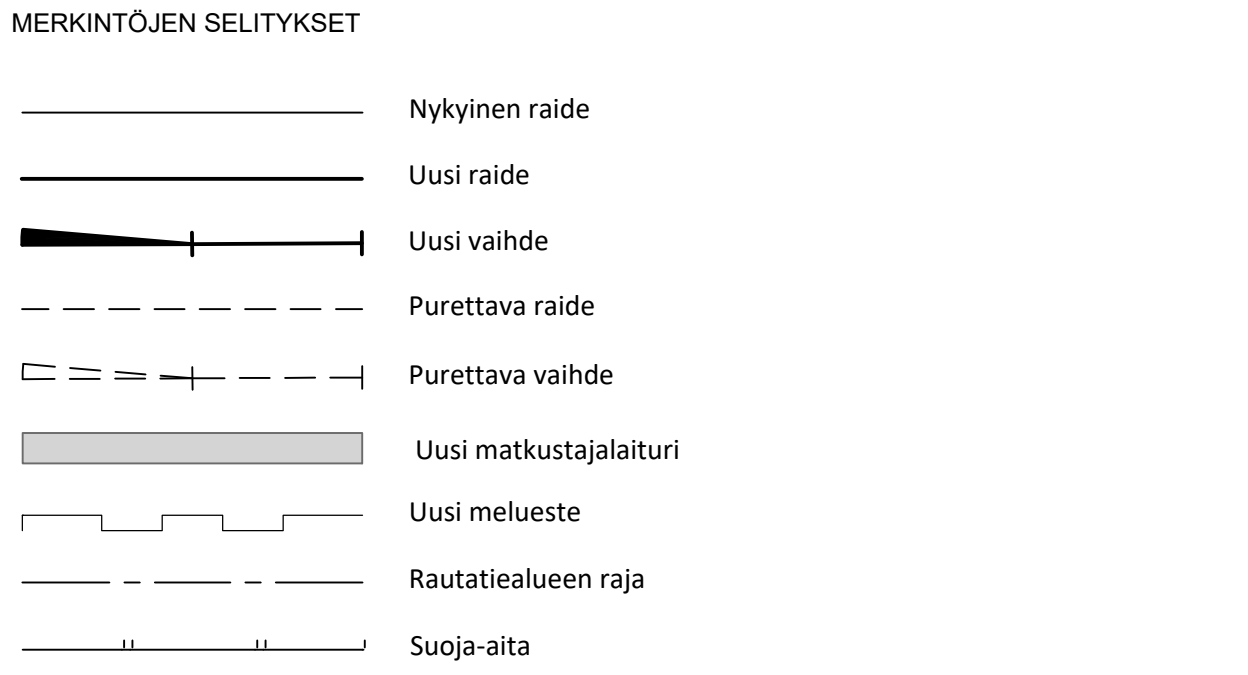 MERKINTÖJEN SELITYKSET
Nykyinen raide
Uusi raide
Uusi vaihde
Purettava raide
Purettava vaihde
Uusi matkustajalaituri
Uusi melueste
Rautatiealueen raja
Suoja-aita